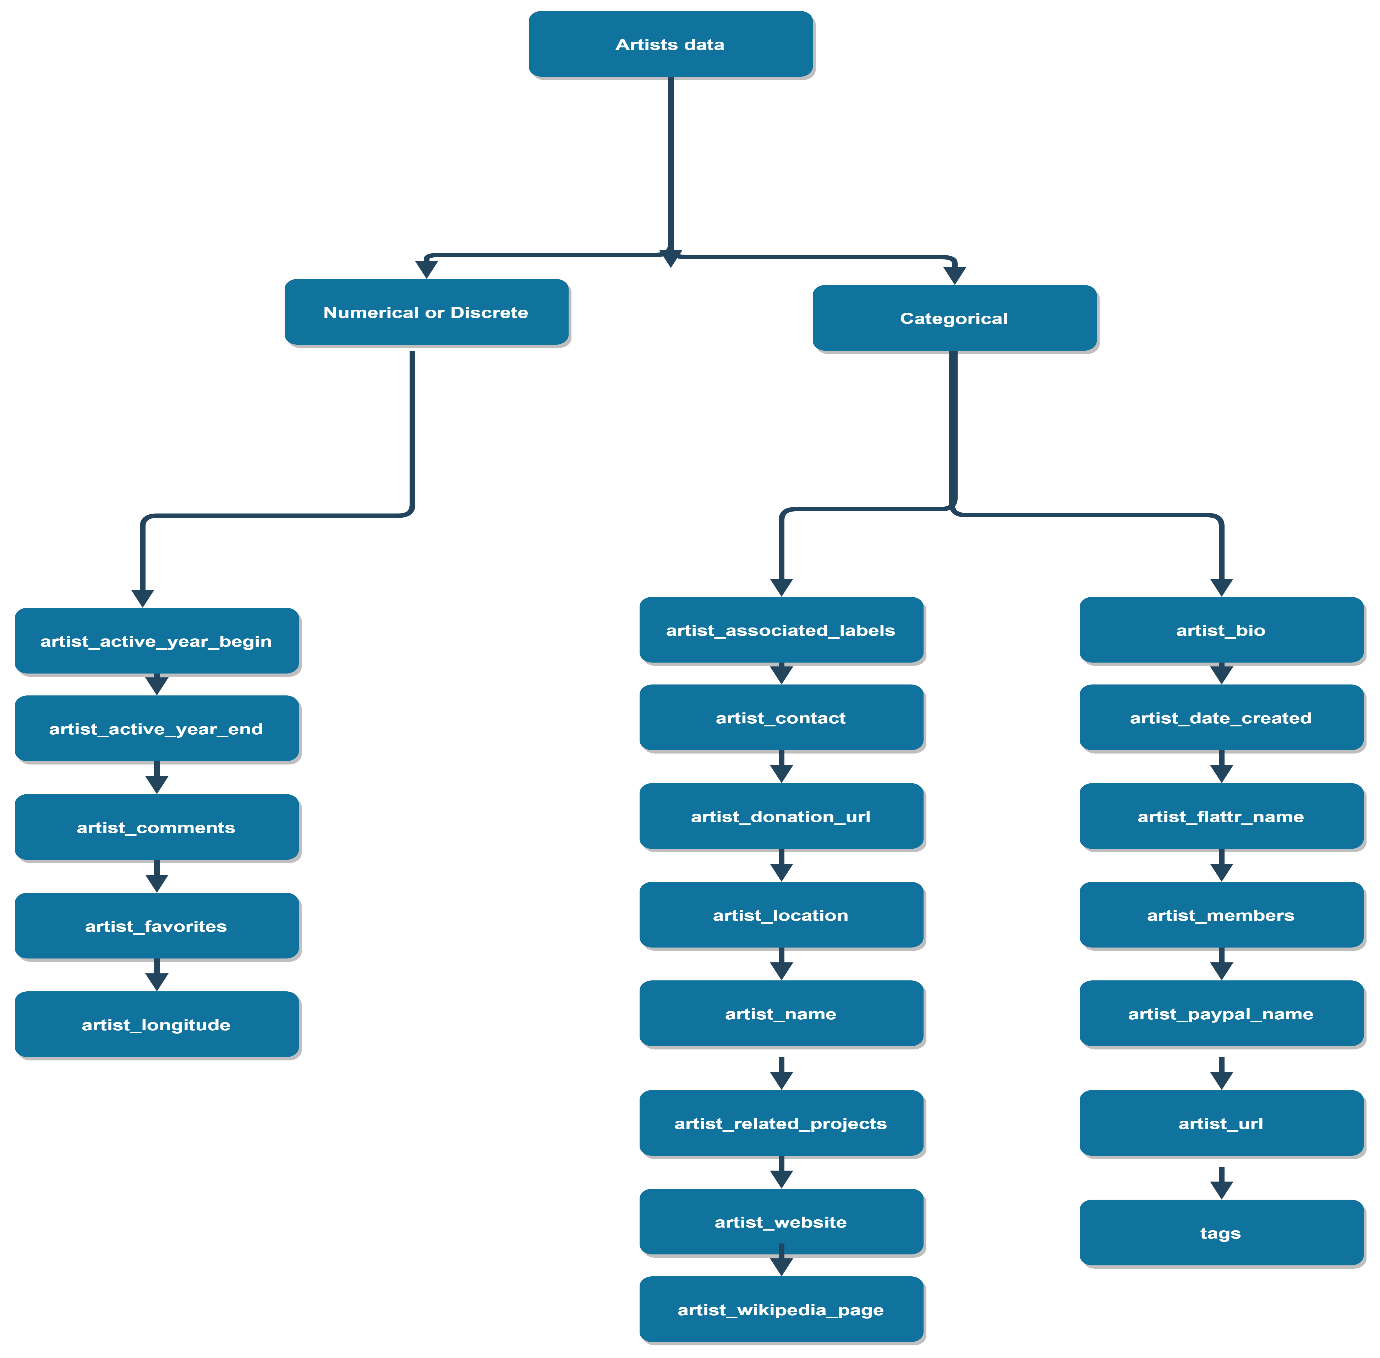 Artists data
Numerical or Discrete
Categorical
artist_active_year_begin
artist_active_year_end
artist_comments
artist_favorites
artist_longitude
artist_associated_labels
artist_contact
artist_donation_url
artist_location
artist_name
artist_related_projects
artist_website
artist_wikipedia_page
artist_bio
artist_date_created
artist_flattr_name
artist_members
artist_paypal_name
artist_url
tags